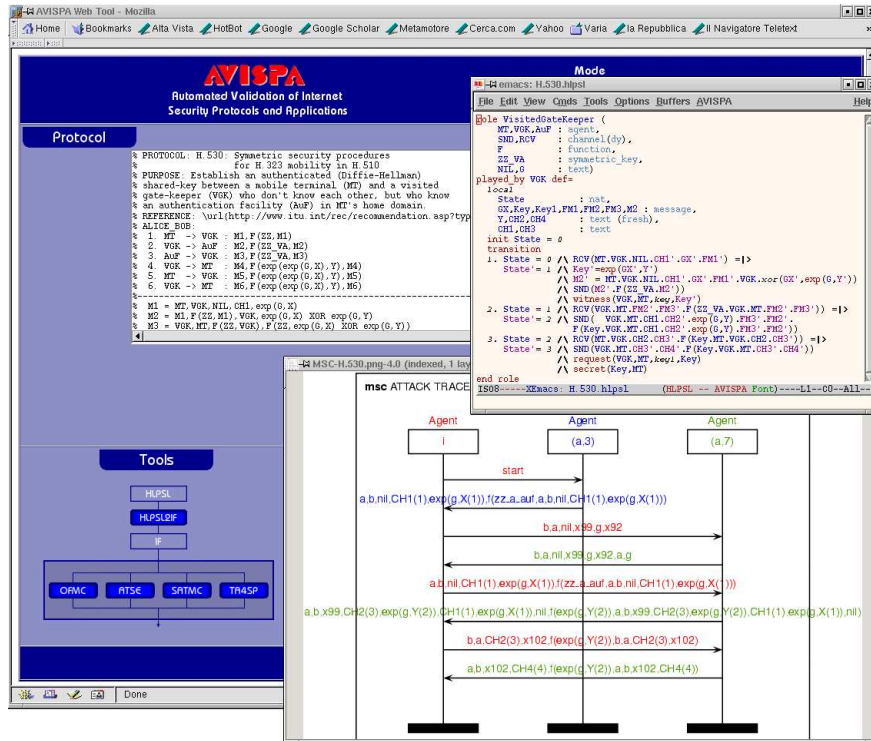 AVISPA Web Tool - Mozilla
Home Bookmarks Alta Vista HotBot Google Google Scholar Metamotore Cerca.com Yahoo Varia la Repubblica Il Navigatore Teletext
AVISPA
Automated Validation of Internet
Security Protocols and Applications
Mode
Protocol
% PROTOCOL: H.530: Symmetric security procedures
% for H.323 mobility in H.510
% PURPOSE: Establish an authenticated (Diffie-Hellman)
% shared-key between a mobile terminal (MT) and a visited
% gate-keeper (VGK) who don't know each other, but who know
% an authentication facility (AuF) in MT's home domain.
% REFERENCE: \url{http://www.itu.int/rec/recommendation.asp?typ
% ALICE_BOB:
% 1. MT -> VGK : M1,F(ZZ,M1)
% 2. VGK -> AuF : M2,F(ZZ_VA,M2)
% 3. AuF -> VGK : M3,F(ZZ_VA,M3)
% 4. VGK -> MT : M4,F(exp(exp(G,X),Y),M4)
% 5. MT -> VGK : M5,F(exp(exp(G,X),Y),M5)
% 6. VGK -> MT : M6,F(exp(exp(G,X),Y),M6)
%
% M1 = MT,VGK,NIL,CH1,exp(G,X)
% M2 = M1,F(ZZ,M1),VGK,exp(G,X) XOR exp(G,Y)
% M3 = VGK,MT,F(ZZ,VGK),F(ZZ,exp(G,X) XOR exp(G,Y))
Tools
HLPSL
HLPSL2IF
IF
OFMC ATSE SATMC TA4SP
Done
emacs: H.530.hlpsl
File Edit View Cmds Tools Options Buffers AVISPA Help
role VisitedGateKeeper (
MT,VGK,AuF : agent,
SND,RCV : channel(dy),
F : function,
ZZ_VA : symmetric_key,
NIL,G : text)
played_by VGK def=
local
State : nat,
GX,Key,Key1,FM1,FM2,FM3,M2 : message,
Y,CH2,CH4 : text (fresh),
CH1,CH3 : text
init State = 0
transition
1. State = 0 /\ RCV(MT.VGK.NIL.CH1'.GX'.FM1') =|>
State'= 1 /\ Key'=exp(GX',Y')
/\ M2' = MT.VGK.NIL.CH1'.GX'.FM1'.VGK.xor(GX',exp(G,Y'))
/\ SND(M2'.F(ZZ_VA.M2'))
/\ witness(VGK,MT,key,Key')
2. State = 1 /\ RCV(VGK.MT.FM2'.FM3'.F(ZZ_VA.VGK.MT.FM2'.FM3')) =|>
State'= 2 /\ SND( VGK.MT.CH1.CH2'.exp(G,Y).FM3'.FM2'.
F(Key.VGK.MT.CH1.CH2'.exp(G,Y).FM3'.FM2'))
3. State = 2 /\ RCV(MT.VGK.CH2.CH3'.F(Key.MT.VGK.CH2.CH3')) =|>
State'= 3 /\ SND(VGK.MT.CH3'.CH4'.F(Key.VGK.MT.CH3'.CH4'))
/\ request(VGK,MT,key1,Key)
/\ secret(Key,MT)
end role
ISO8-----XEmacs: H.530.hlpsl (HLPSL -- AVISPA Font)----L1--C0--All--
MSC-H.530.png-4.0 (indexed, 1 lay
msc ATTACK TRACE
Agent Agent Agent
i (a,3) (a,7)
start
a,b,nil,CH1(1),exp(g,X(1)),f(zz_a_auf,a,b,nil,CH1(1),exp(g,X(1)))
b,a,nil,x99,g,x92
b,a,nil,x99,g,x92,a,g
a,b,nil,CH1(1),exp(g,X(1)),f(zz_a_auf,a,b,nil,CH1(1),exp(g,X(1)))
a,b,x99,CH2(3),exp(g,Y(2)),CH1(1),exp(g,X(1)),nil,f(exp(g,Y(2)),a,b,x99,CH2(3),exp(g,Y(2)),CH1(1),exp(g,X(1)),nil)
b,a,CH2(3),x102,f(exp(g,Y(2)),b,a,CH2(3),x102)
a,b,x102,CH4(4),f(exp(g,Y(2)),a,b,x102,CH4(4))